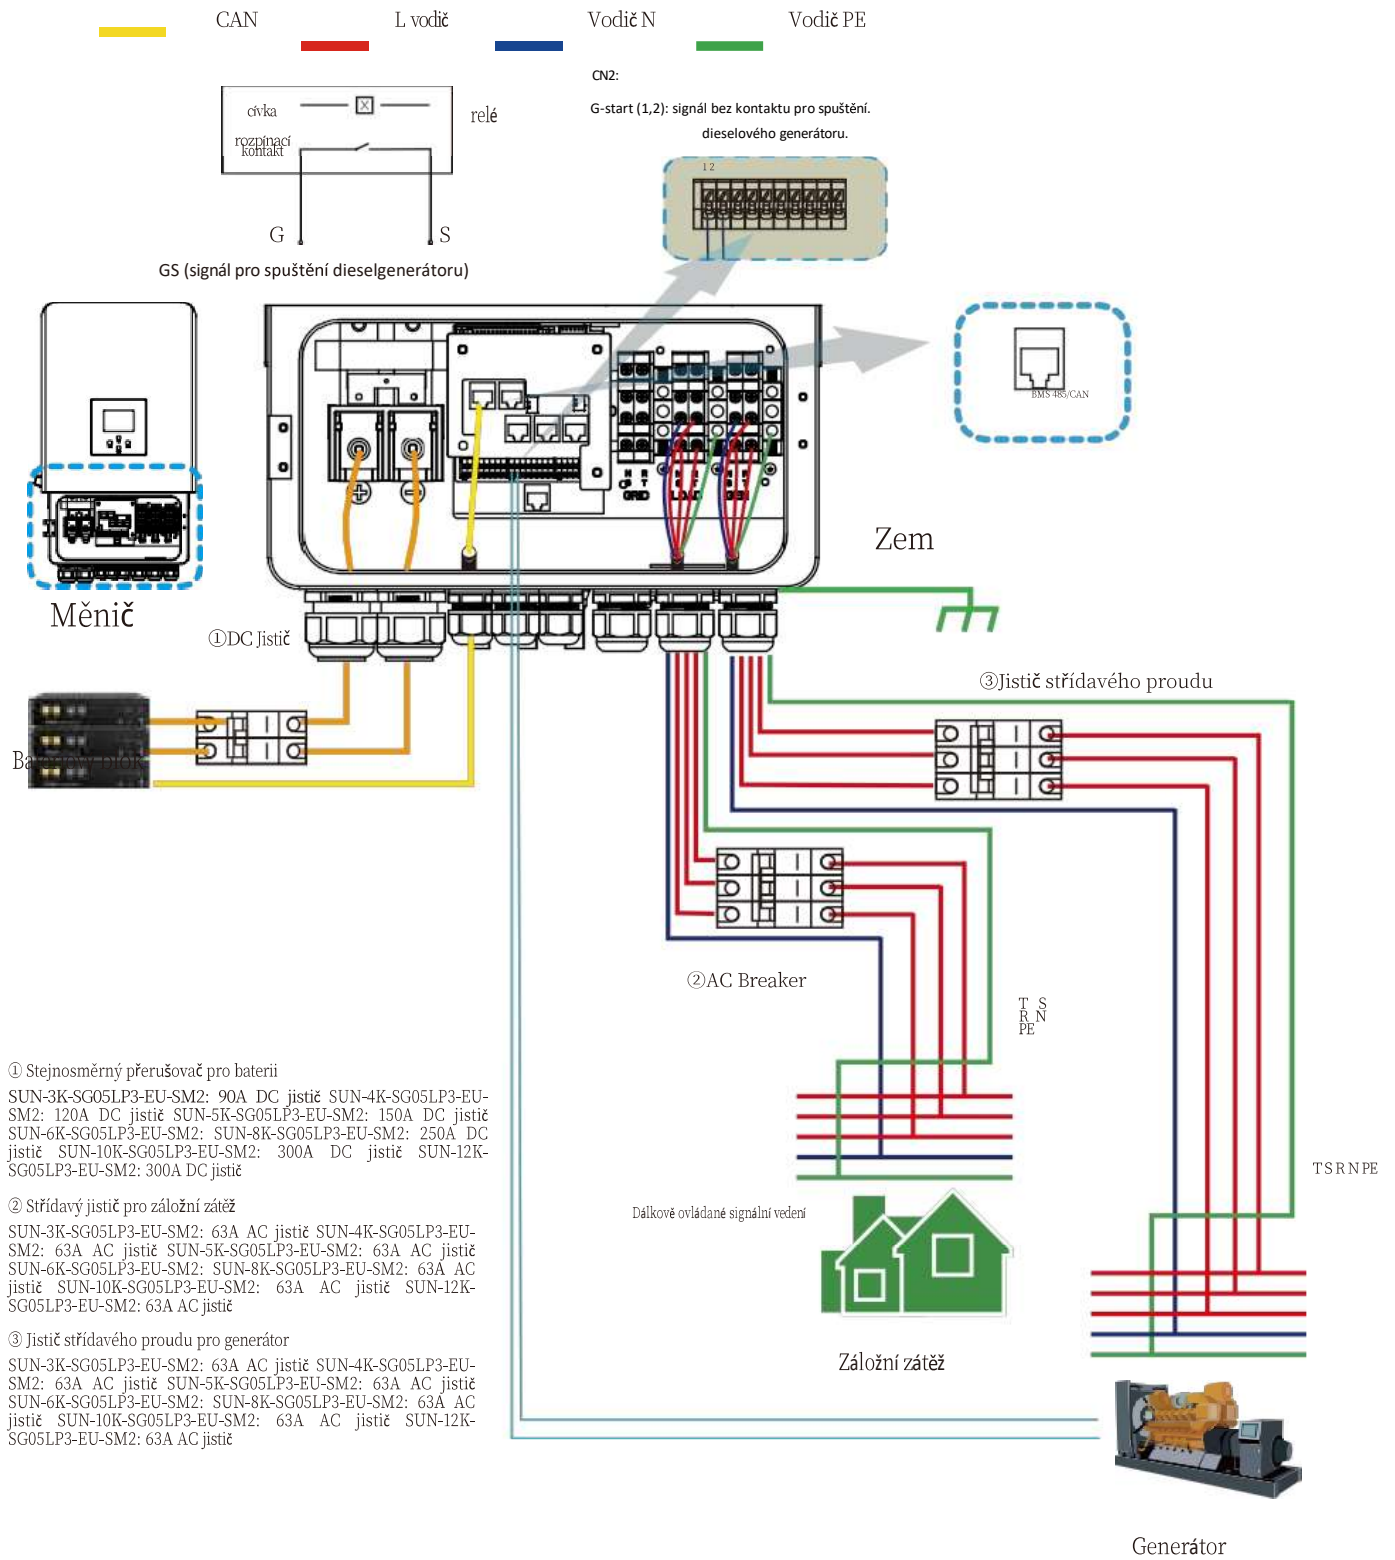 CAN
L vodič
Vodič N
Vodič PE
CN2:
G-start (1,2): signál bez kontaktu pro spuštění.
dieselového generátoru.
cívka
relé
rozpínací
kontakt
1 2
G
S
GS (signál pro spuštění dieselgenerátoru)
BMS 485/CAN
N R
S T
GRID
LOAD
GEN
Zem
Měnič
①DC Jistič
③Jistič střídavého proudu
②AC Breaker
T S
R N
PE
① Stejnosměrný přerušovač pro baterii
SUN-3K-SG05LP3-EU-SM2: 90A DC jistič SUN-4K-SG05LP3-EU-
SM2: 120A DC jistič SUN-5K-SG05LP3-EU-SM2: 150A DC jistič
SUN-6K-SG05LP3-EU-SM2: SUN-8K-SG05LP3-EU-SM2: 250A DC
jistič SUN-10K-SG05LP3-EU-SM2: 300A DC jistič SUN-12K-
SG05LP3-EU-SM2: 300A DC jistič
② Střídavý jistič pro záložní zátěž
SUN-3K-SG05LP3-EU-SM2: 63A AC jistič SUN-4K-SG05LP3-EU-
SM2: 63A AC jistič SUN-5K-SG05LP3-EU-SM2: 63A AC jistič
SUN-6K-SG05LP3-EU-SM2: SUN-8K-SG05LP3-EU-SM2: 63A AC
jistič SUN-10K-SG05LP3-EU-SM2: 63A AC jistič SUN-12K-
SG05LP3-EU-SM2: 63A AC jistič
③ Jistič střídavého proudu pro generátor
SUN-3K-SG05LP3-EU-SM2: 63A AC jistič SUN-4K-SG05LP3-EU-
SM2: 63A AC jistič SUN-5K-SG05LP3-EU-SM2: 63A AC jistič
SUN-6K-SG05LP3-EU-SM2: SUN-8K-SG05LP3-EU-SM2: 63A AC
jistič SUN-10K-SG05LP3-EU-SM2: 63A AC jistič SUN-12K-
SG05LP3-EU-SM2: 63A AC jistič
T S R N PE
Dálkově ovládané signální vedení
Záložní zátěž
Generátor